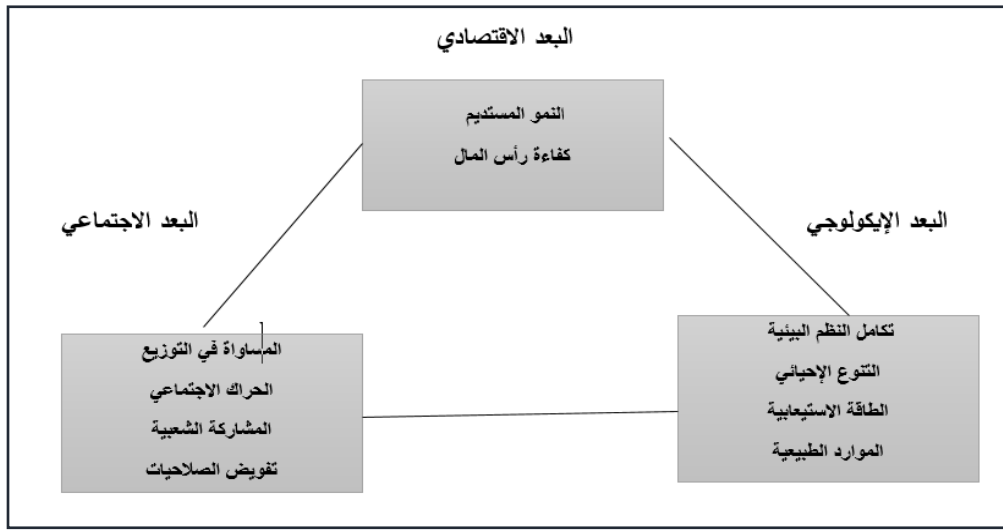 البعد الاقتصادي
النمو المستديم
كفاءة رأس المال
البعد الإيكولوجي
البعد الاجتماعي
تكامل النظم البيئية
التنوع الإحيائي
الطاقة الاستيعابية
الموارد الطبيعية
المساواة في التوزيع
الحراك الاجتماعي
المشاركة الشعبية
تفويض الصلاحيات